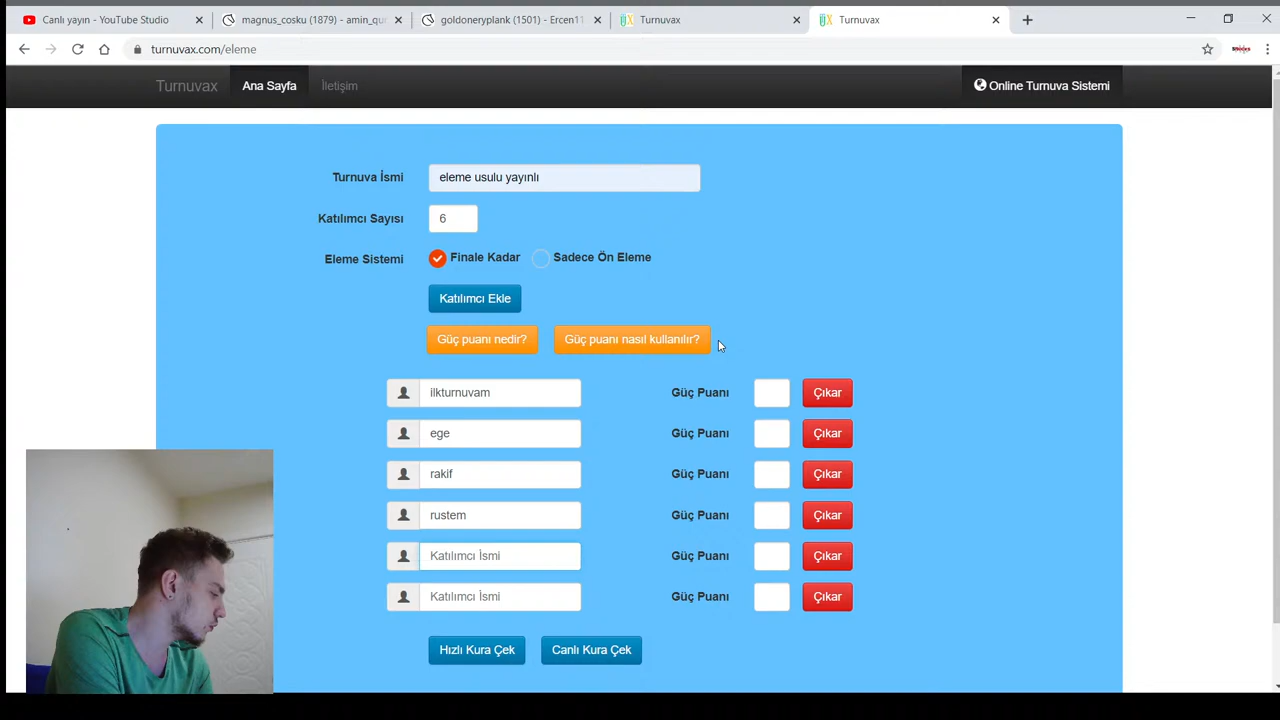 Canlı yayın - YouTube Studio
magnus_cosku (1879) - amin_qur
goldoneryplank (1501) - Ercen11
Turnuvax
Turnuvax
turnuvax.com/eleme
Turnuvax
Ana Sayfa
İletişim
Online Turnuva Sistemi
Turnuva İsmi
eleme usulu yayınlı
Katılımcı Sayısı
6
Eleme Sistemi
Finale Kadar
Sadece Ön Eleme
Katılımcı Ekle
Güç puanı nedir?
Güç puanı nasıl kullanılır?
ilkturnuvam
Güç Puanı
Çıkar
ege
Güç Puanı
Çıkar
rakif
Güç Puanı
Çıkar
rustem
Güç Puanı
Çıkar
Katılımcı İsmi
Güç Puanı
Çıkar
Katılımcı İsmi
Güç Puanı
Çıkar
Hızlı Kura Çek
Canlı Kura Çek